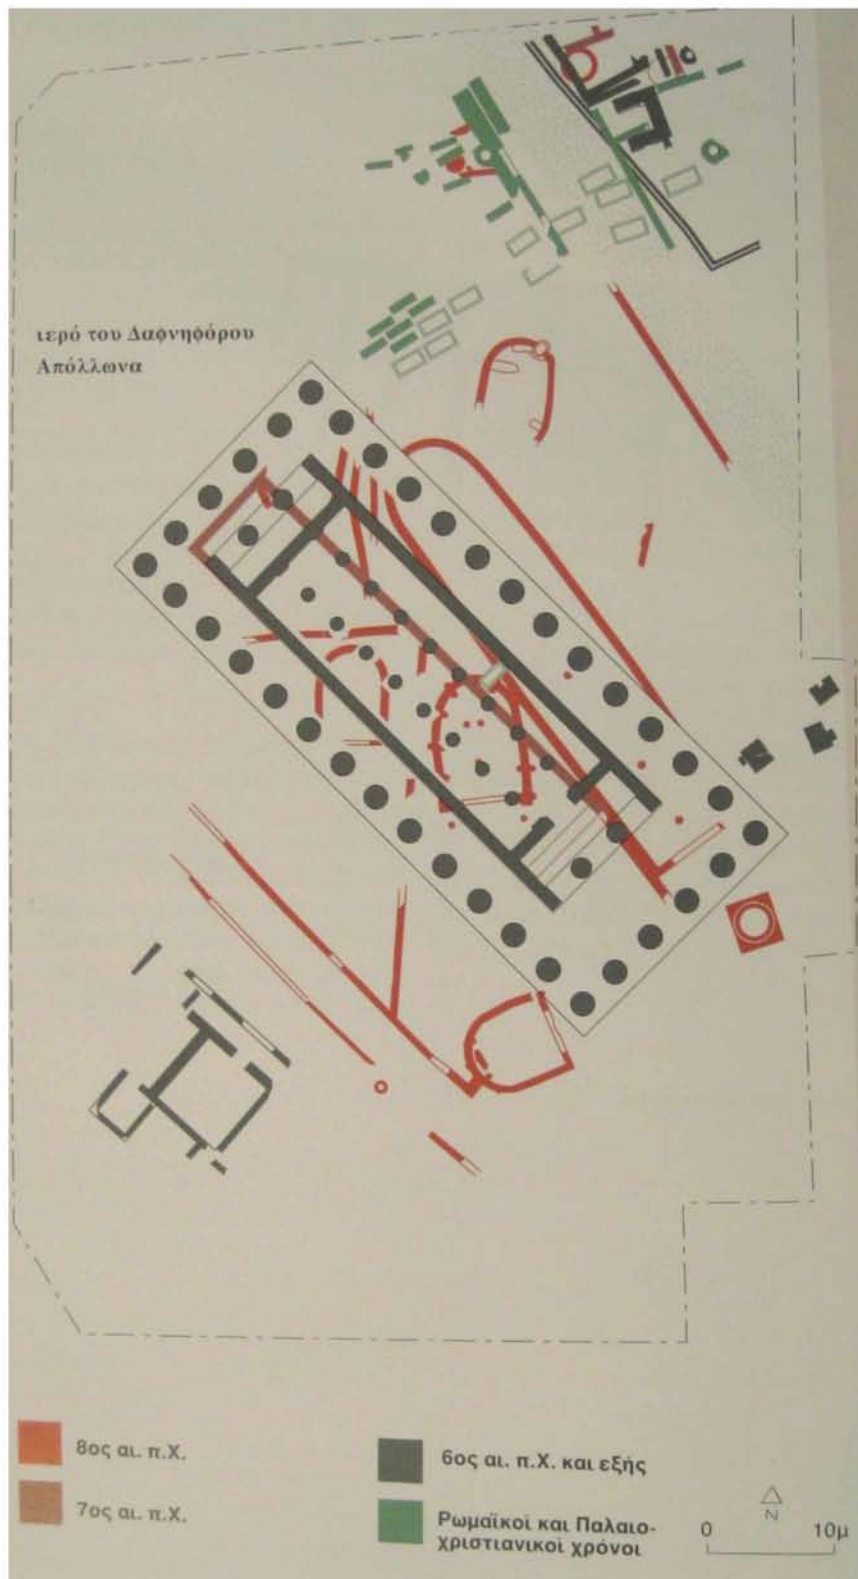 ιερό του Δαφνηφόρου
Απόλλωνα
8ος αι. π.Χ.
7ος αι. π.Χ.
6ος αι. π.Χ. και εξής
Ρωμαϊκοί και Παλαιο-
χριστιανικοί χρόνοι
N
0 10μ